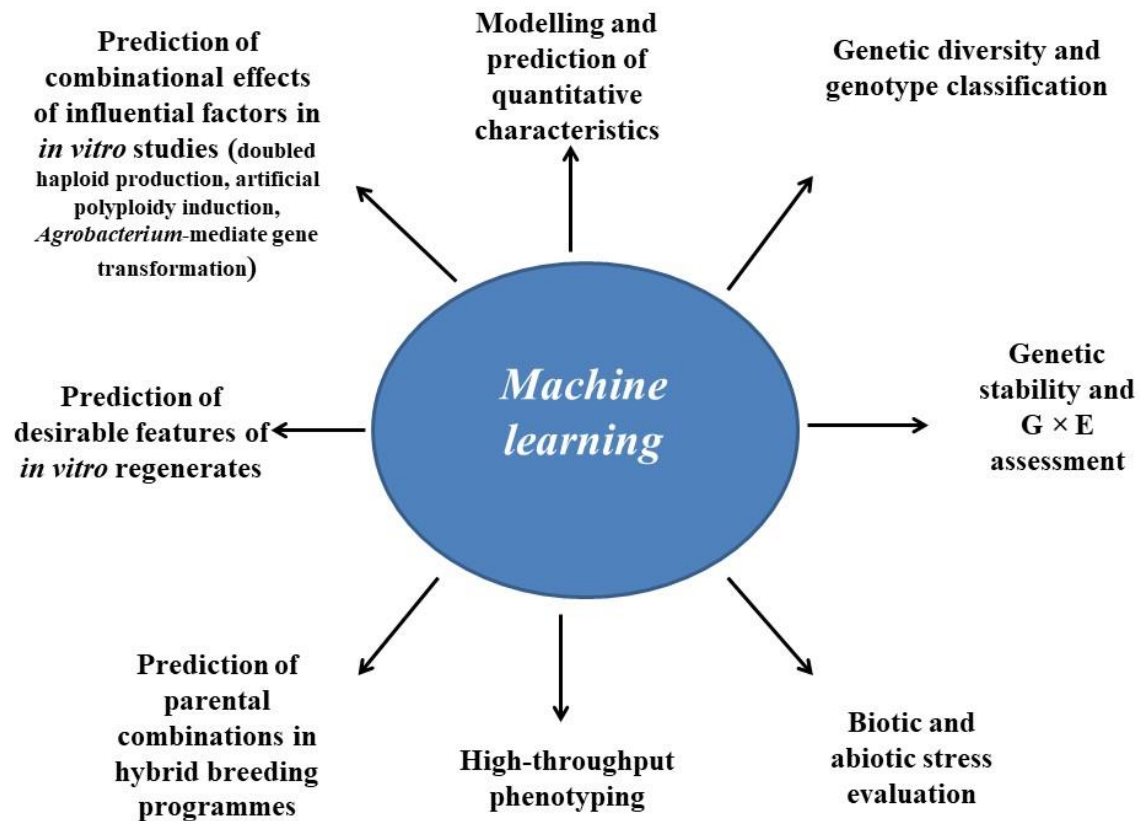 Prediction of
combinational effects
of influential factors in
in vitro studies (doubled
haploid production, artificial
polyploidy induction,
Agrobacterium-mediate gene
transformation)
Modelling and
prediction of
quantitative
characteristics
Genetic diversity and
genotype classification
Prediction of
desirable features of
in vitro regenerates
Machine
learning
Genetic
stability and
G × E
assessment
Prediction of
parental
combinations in
hybrid breeding
programmes
High-throughput
phenotyping
Biotic and
abiotic stress
evaluation